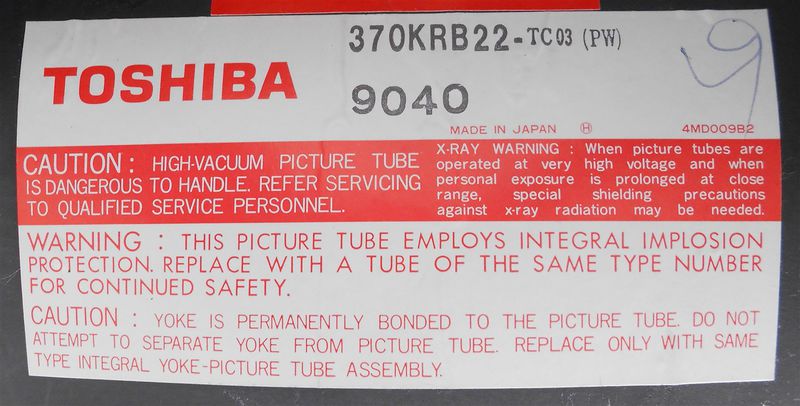 370KRB22-TC03 (PW)
TOSHIBA
9040
MADE IN JAPAN Ⓗ 4MD009B2
CAUTION : HIGH-VACUUM PICTURE TUBE
IS DANGEROUS TO HANDLE. REFER SERVICING
TO QUALIFIED SERVICE PERSONNEL.
X-RAY WARNING : When picture tubes are
operated at very high voltage and when
personal exposure is prolonged at close
range, special shielding precautions
against x-ray radiation may be needed.
WARNING : THIS PICTURE TUBE EMPLOYS INTEGRAL IMPLOSION
PROTECTION. REPLACE WITH A TUBE OF THE SAME TYPE NUMBER
FOR CONTINUED SAFETY.
CAUTION : YOKE IS PERMANENTLY BONDED TO THE PICTURE TUBE. DO NOT
ATTEMPT TO SEPARATE YOKE FROM PICTURE TUBE. REPLACE ONLY WITH SAME
TYPE INTEGRAL YOKE-PICTURE TUBE ASSEMBLY.